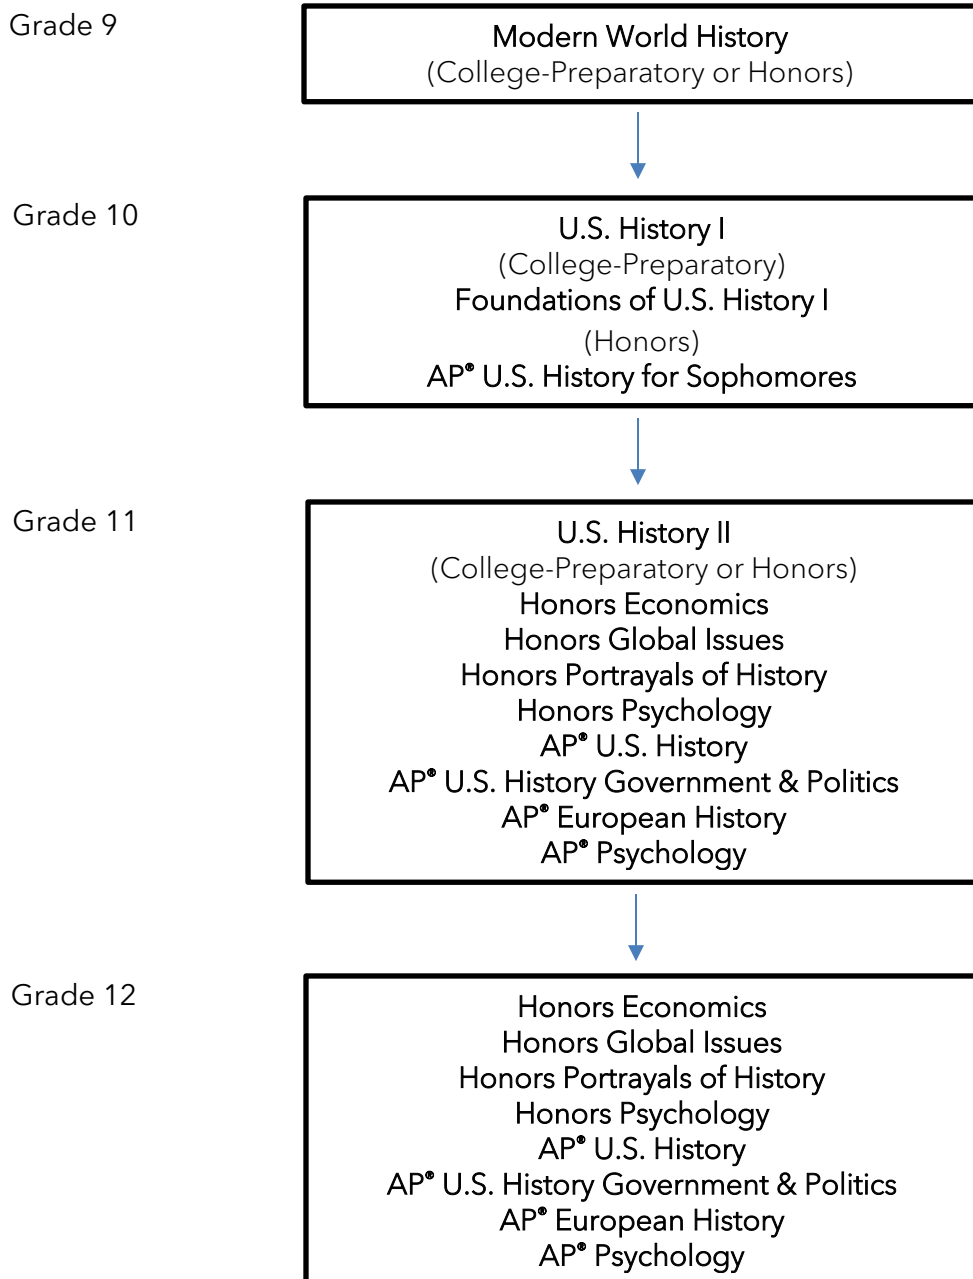 Grade 9
Modern World History
(College-Preparatory or Honors)
Grade 10
U.S. History I
(College-Preparatory)
Foundations of U.S. History I
(Honors)
AP® U.S. History for Sophomores
Grade 11
U.S. History II
(College-Preparatory or Honors)
Honors Economics
Honors Global Issues
Honors Portrayals of History
Honors Psychology
AP® U.S. History
AP® U.S. History Government & Politics
AP® European History
AP® Psychology
Grade 12
Honors Economics
Honors Global Issues
Honors Portrayals of History
Honors Psychology
AP® U.S. History
AP® U.S. History Government & Politics
AP® European History
AP® Psychology